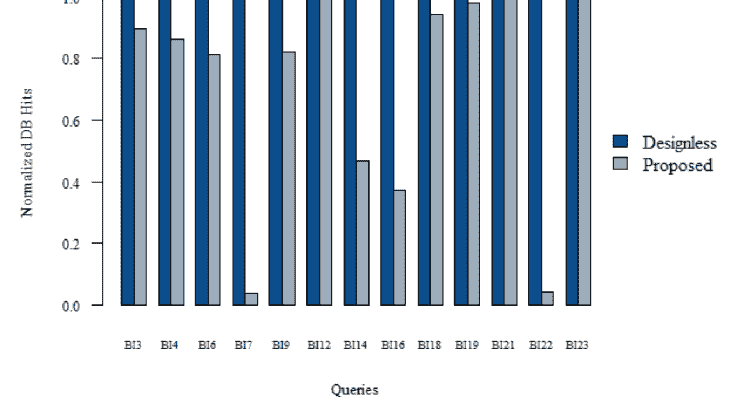 1.0
0.8
0.6
0.4
0.2
0.0
Normalized DB Hits
Designless
Proposed
BI3 BI4 BI6 BI7 BI9 BI12 BI14 BI16 BI18 BI19 BI21 BI22 BI23
Queries